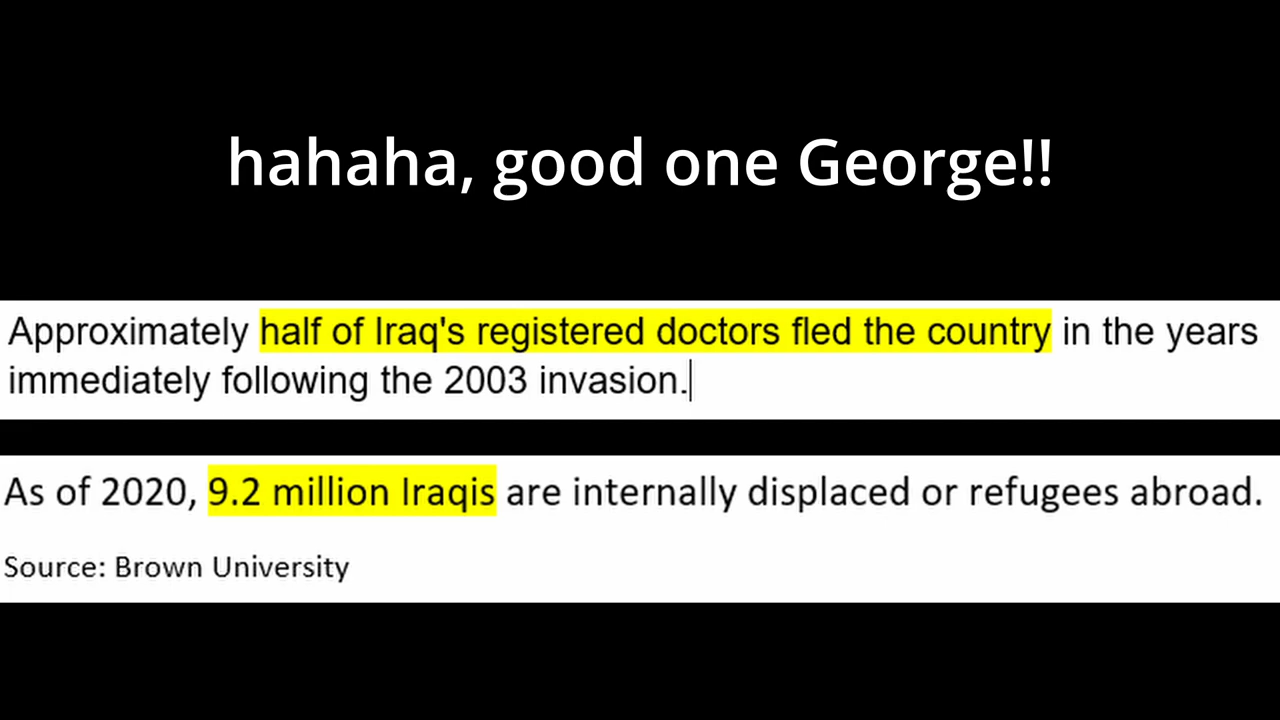 hahaha, good one George!!
Approximately half of Iraq's registered doctors fled the country in the years
immediately following the 2003 invasion.
As of 2020, 9.2 million Iraqis are internally displaced or refugees abroad.
Source: Brown University